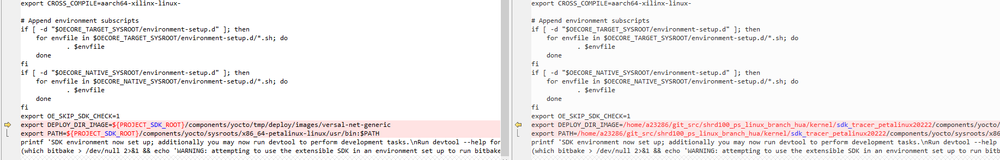 export CROSS_COMPILE=aarch64-xilinx-linux-
# Append environment subscripts
if [ -d "$OECORE_TARGET_SYSROOT/environment-setup.d" ]; then
for envfile in $OECORE_TARGET_SYSROOT/environment-setup.d/*.sh; do
. $envfile
done
fi
if [ -d "$OECORE_NATIVE_SYSROOT/environment-setup.d" ]; then
for envfile in $OECORE_NATIVE_SYSROOT/environment-setup.d/*.sh; do
. $envfile
done
fi
export OE_SKIP_SDK_CHECK=1
export DEPLOY_DIR_IMAGE=${PROJECT_SDK_ROOT}/components/yocto/tmp/deploy/images/versal-net-generic
export PATH=${PROJECT_SDK_ROOT}/components/yocto/sysroots/x86_64-petalinux-linux/usr/bin:$PATH
printf 'SDK environment now set up; additionally you may now run devtool to perform development tasks.\nRun devtool --help for
(which bitbake > /dev/null 2>&1 && echo 'WARNING: attempting to use the extensible SDK in an environment set up to run bitbake
export CROSS_COMPILE=aarch64-xilinx-linux-
# Append environment subscripts
if [ -d "$OECORE_TARGET_SYSROOT/environment-setup.d" ]; then
for envfile in $OECORE_TARGET_SYSROOT/environment-setup.d/*.sh; do
. $envfile
done
fi
if [ -d "$OECORE_NATIVE_SYSROOT/environment-setup.d" ]; then
for envfile in $OECORE_NATIVE_SYSROOT/environment-setup.d/*.sh; do
. $envfile
done
fi
export OE_SKIP_SDK_CHECK=1
export DEPLOY_DIR_IMAGE=/home/a23286/git_src/shrd100_ps_linux_branch_hua/kernel/sdk_tracer_petalinux20222/components/yocto/
export PATH=/home/a23286/git_src/shrd100_ps_linux_branch_hua/kernel/sdk_tracer_petalinux20222/components/yocto/sysroots/x86
printf 'SDK environment now set up; additionally you may now run devtool to perform development tasks.\nRun devtool --help
(which bitbake > /dev/null 2>&1 && echo 'WARNING: attempting to use the extensible SDK in an environment set up to run bitb